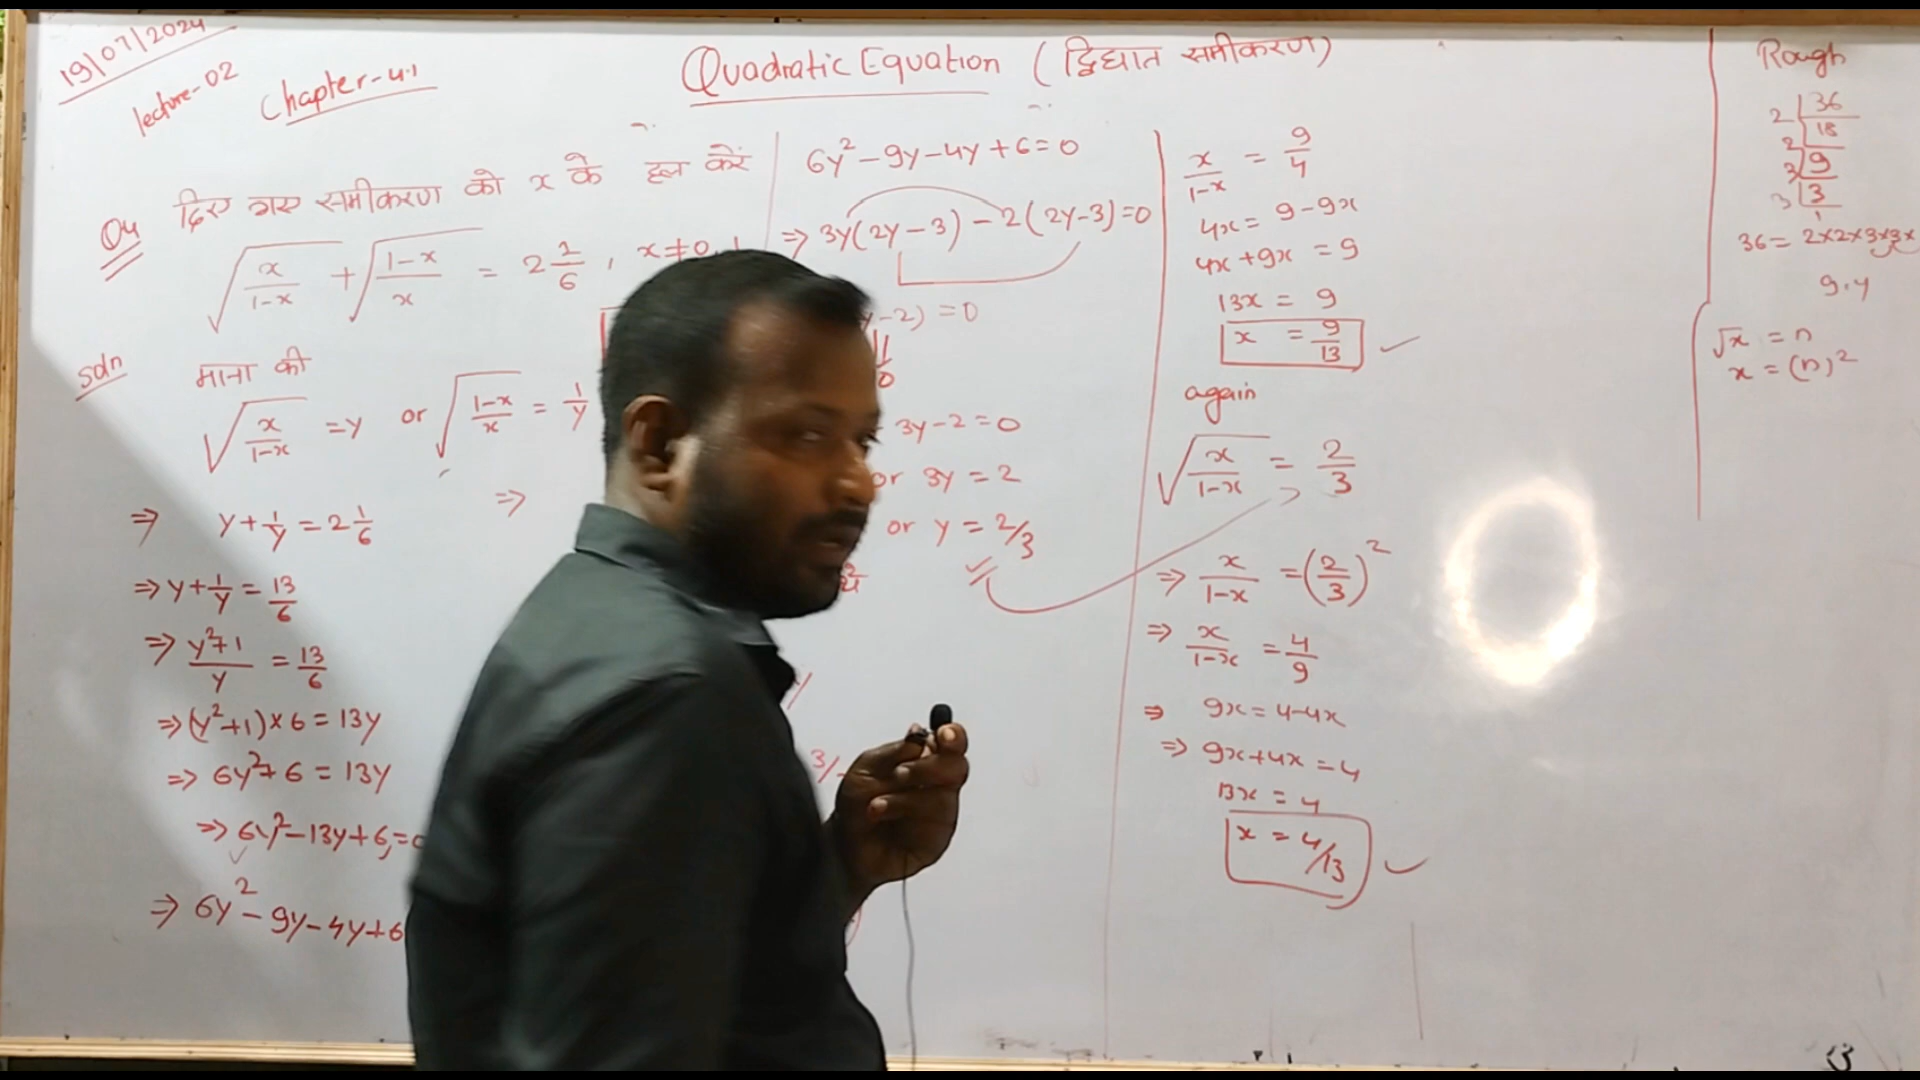 19/07/2024
lecture-02
Chapter-4.1
Quadratic Equation (द्विघात समीकरण)
Q4 दिए गए समीकरण को x के हल करें
√(x/(1-x)) + √((1-x)/x) = 2 1/6 , x≠0,1
Soln माना की
√(x/(1-x)) = y or √((1-x)/x) = 1/y
⇒ y + 1/y = 2 1/6 ⇒
⇒ y + 1/y = 13/6
⇒ (y²+1)/y = 13/6
⇒ (y²+1)×6 = 13y
⇒ 6y²+6 = 13y
⇒ 6y²-13y+6=0
⇒ 6y²-9y-4y+6
6y²-9y-4y+6=0
⇒ 3y(2y-3)-2(2y-3)=0
-2)=0
3y-2=0
or 3y=2
or y=2/3
x/(1-x) = 9/4
4x = 9-9x
4x+9x = 9
13x = 9
x = 9/13
again
√(x/(1-x)) = 2/3
⇒ x/(1-x) = (2/3)²
⇒ x/(1-x) = 4/9
⇒ 9x=4-4x
⇒ 9x+4x=4
13x = 4
x = 4/13
Rough
2 | 36
2 | 18
3 | 9
3 | 3
1
36= 2×2×3×3×
9.4
√x = n
x = (n)²